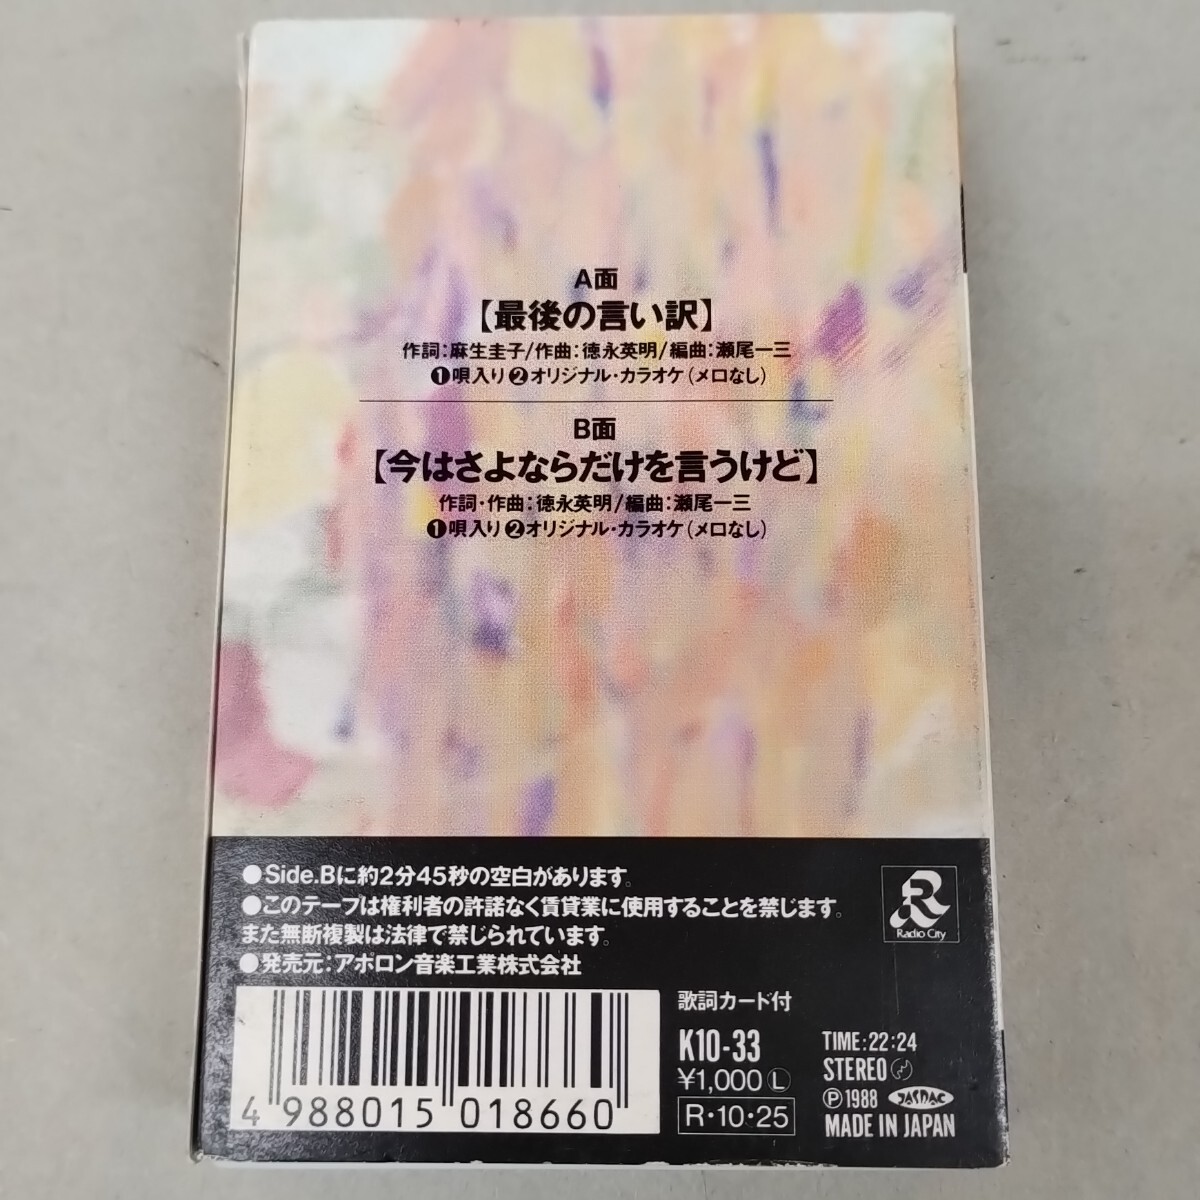 A面
【最後の言い訳】
作詞:麻生圭子/作曲:徳永英明/編曲:瀬尾一三
❶唄入り❷オリジナル・カラオケ(メロなし)
B面
【今はさよならだけを言うけど】
作詞・作曲:徳永英明/編曲:瀬尾一三
❶唄入り❷オリジナル・カラオケ(メロなし)
●Side.Bに約2分45秒の空白があります。
●このテープは権利者の許諾なく賃貸業に使用することを禁じます。
また無断複製は法律で禁じられています。
●発売元:アポロン音楽工業株式会社
R
Radio City
4 988015 018660
歌詞カード付
K10-33
¥1,000 Ⓛ
R・10・25
TIME:22:24
STEREO
Ⓟ1988 JASRAC
MADE IN JAPAN